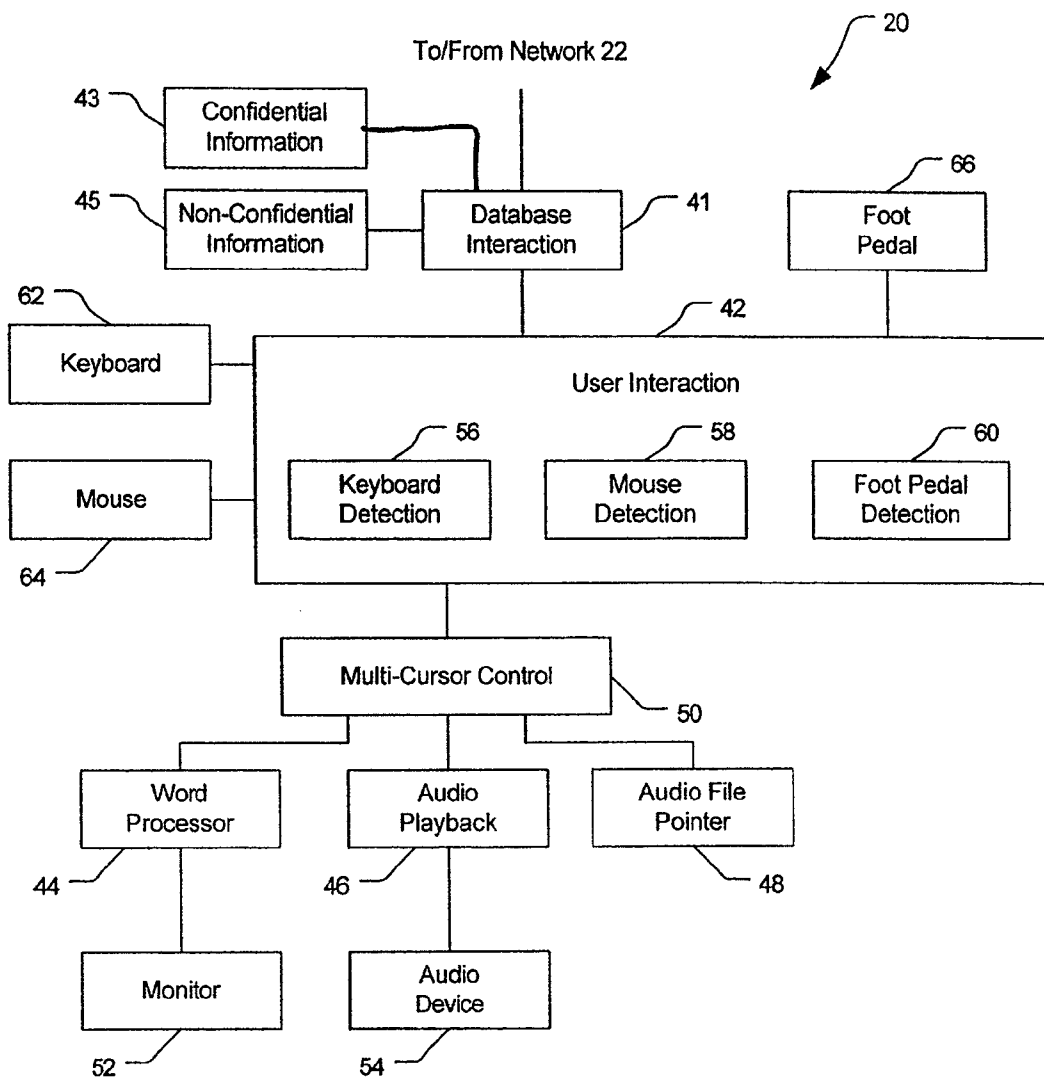 20
To/From Network 22
43
Confidential
Information
66
45
Non-Confidential
Information
Database
Interaction
41
Foot
Pedal
62
42
Keyboard
User Interaction
56
58
60
Mouse
Keyboard
Detection
Mouse
Detection
Foot Pedal
Detection
64
Multi-Cursor Control
50
Word
Processor
Audio
Playback
Audio File
Pointer
44
46
48
Monitor
Audio
Device
52
54